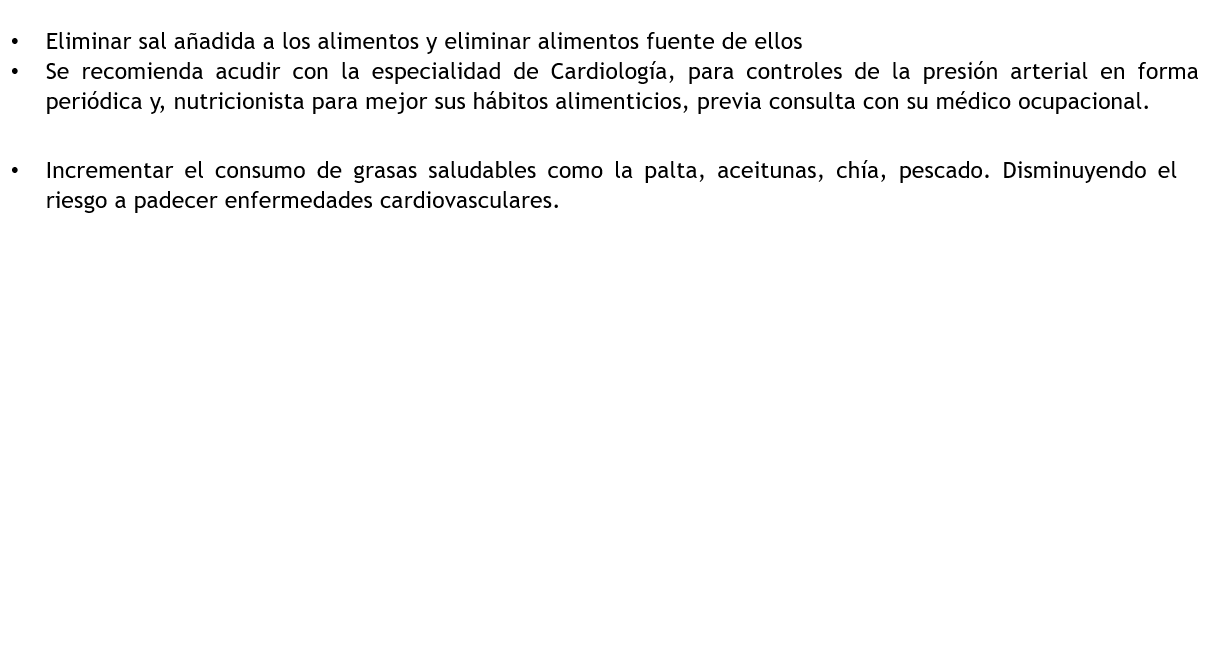 • Eliminar sal añadida a los alimentos y eliminar alimentos fuente de ellos
• Se recomienda acudir con la especialidad de Cardiología, para controles de la presión arterial en forma
periódica y, nutricionista para mejor sus hábitos alimenticios, previa consulta con su médico ocupacional.
• Incrementar el consumo de grasas saludables como la palta, aceitunas, chía, pescado. Disminuyendo el
riesgo a padecer enfermedades cardiovasculares.